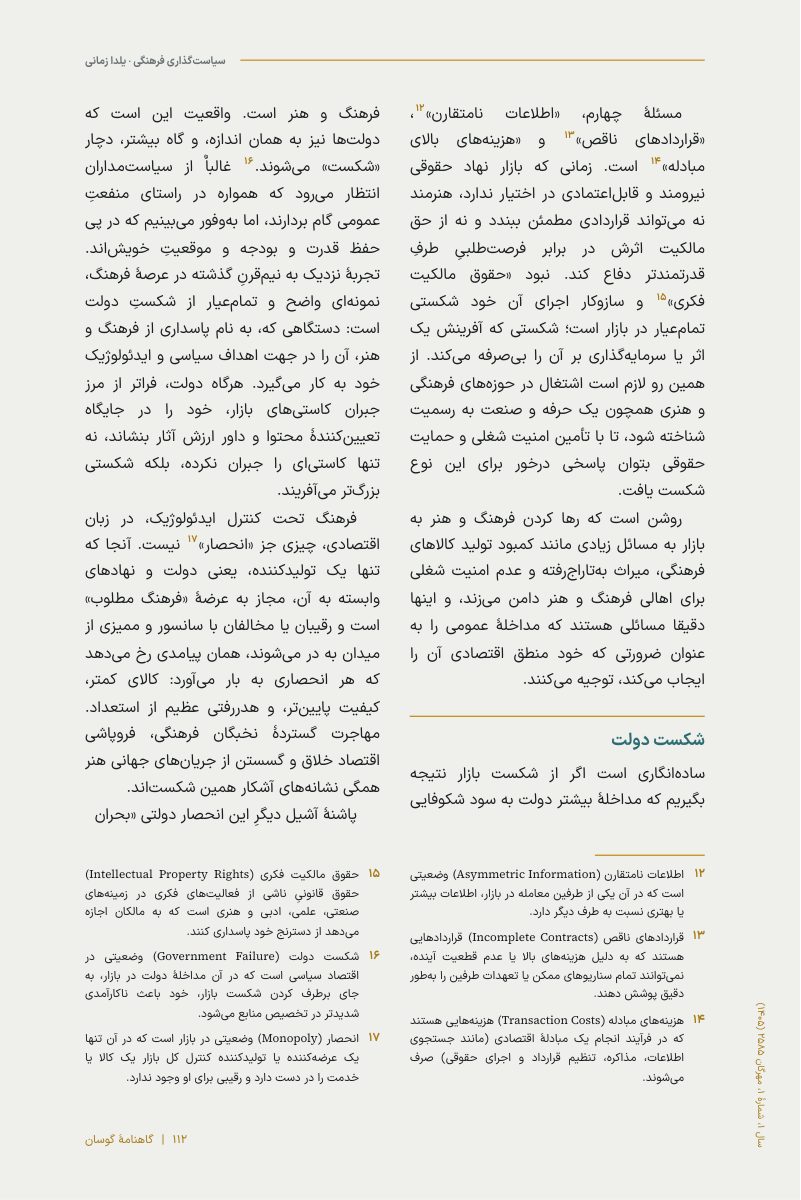 سیاست‌گذاری فرهنگی · یلدا زمانی
مسئلهٔ چهارم، «اطلاعات نامتقارن»۱۲،
«قراردادهای ناقص»۱۳ و «هزینه‌های بالای
مبادله»۱۴ است. زمانی که بازار نهاد حقوقی
نیرومند و قابل‌اعتمادی در اختیار ندارد، هنرمند
نه می‌تواند قراردادی مطمئن ببندد و نه از حق
مالکیت اثرش در برابر فرصت‌طلبیِ طرفِ
قدرتمندتر دفاع کند. نبود «حقوق مالکیت
فکری»۱۵ و سازوکار اجرای آن خود شکستی
تمام‌عیار در بازار است؛ شکستی که آفرینش یک
اثر یا سرمایه‌گذاری بر آن را بی‌صرفه می‌کند. از
همین رو لازم است اشتغال در حوزه‌های فرهنگی
و هنری همچون یک حرفه و صنعت به رسمیت
شناخته شود، تا با تأمین امنیت شغلی و حمایت
حقوقی بتوان پاسخی درخور برای این نوع
شکست یافت.
روشن است که رها کردن فرهنگ و هنر به
بازار به مسائل زیادی مانند کمبود تولید کالاهای
فرهنگی، میراث به‌تاراج‌رفته و عدم امنیت شغلی
برای اهالی فرهنگ و هنر دامن می‌زند، و اینها
دقیقا مسائلی هستند که مداخلهٔ عمومی را به
عنوان ضرورتی که خود منطق اقتصادی آن را
ایجاب می‌کند، توجیه می‌کنند.
شکست دولت
ساده‌انگاری است اگر از شکست بازار نتیجه
بگیریم که مداخلهٔ بیشتر دولت به سود شکوفایی
فرهنگ و هنر است. واقعیت این است که
دولت‌ها نیز به همان اندازه، و گاه بیشتر، دچار
«شکست» می‌شوند.۱۶ غالباً از سیاست‌مداران
انتظار می‌رود که همواره در راستای منفعتِ
عمومی گام بردارند، اما به‌وفور می‌بینیم که در پی
حفظ قدرت و بودجه و موقعیتِ خویش‌اند.
تجربهٔ نزدیک به نیم‌قرنِ گذشته در عرصهٔ فرهنگ،
نمونه‌ای واضح و تمام‌عیار از شکستِ دولت
است: دستگاهی که، به نام پاسداری از فرهنگ و
هنر، آن را در جهت اهداف سیاسی و ایدئولوژیک
خود به کار می‌گیرد. هرگاه دولت، فراتر از مرز
جبران کاستی‌های بازار، خود را در جایگاه
تعیین‌کنندهٔ محتوا و داور ارزش آثار بنشاند، نه
تنها کاستی‌ای را جبران نکرده، بلکه شکستی
بزرگ‌تر می‌آفریند.
فرهنگ تحت کنترل ایدئولوژیک، در زبان
اقتصادی، چیزی جز «انحصار»۱۷ نیست. آنجا که
تنها یک تولیدکننده، یعنی دولت و نهادهای
وابسته به آن، مجاز به عرضهٔ «فرهنگ مطلوب»
است و رقیبان یا مخالفان با سانسور و ممیزی از
میدان به در می‌شوند، همان پیامدی رخ می‌دهد
که هر انحصاری به بار می‌آورد: کالای کمتر،
کیفیت پایین‌تر، و هدررفتی عظیم از استعداد.
مهاجرت گستردهٔ نخبگان فرهنگی، فروپاشی
اقتصاد خلاق و گسستن از جریان‌های جهانی هنر
همگی نشانه‌های آشکار همین شکست‌اند.
پاشنهٔ آشیل دیگرِ این انحصار دولتی «بحران
۱۲ اطلاعات نامتقارن (Asymmetric Information) وضعیتی
است که در آن یکی از طرفین معامله در بازار، اطلاعات بیشتر
یا بهتری نسبت به طرف دیگر دارد.
۱۳ قراردادهای ناقص (Incomplete Contracts) قراردادهایی
هستند که به دلیل هزینه‌های بالا یا عدم قطعیت آینده،
نمی‌توانند تمام سناریوهای ممکن یا تعهدات طرفین را به‌طور
دقیق پوشش دهند.
۱۴ هزینه‌های مبادله (Transaction Costs) هزینه‌هایی هستند
که در فرآیند انجام یک مبادلهٔ اقتصادی (مانند جستجوی
اطلاعات، مذاکره، تنظیم قرارداد و اجرای حقوقی) صرف
می‌شوند.
۱۵ حقوق مالکیت فکری (Intellectual Property Rights)
حقوق قانونیِ ناشی از فعالیت‌های فکری در زمینه‌های
صنعتی، علمی، ادبی و هنری است که به مالکان اجازه
می‌دهد از دسترنج خود پاسداری کنند.
۱۶ شکست دولت (Government Failure) وضعیتی در
اقتصاد سیاسی است که در آن مداخلهٔ دولت در بازار، به
جای برطرف کردن شکست بازار، خود باعث ناکارآمدی
شدیدتر در تخصیص منابع می‌شود.
۱۷ انحصار (Monopoly) وضعیتی در بازار است که در آن تنها
یک عرضه‌کننده یا تولیدکننده کنترل کل بازار یک کالا یا
خدمت را در دست دارد و رقیبی برای او وجود ندارد.
سال ۱، شمارهٔ ۱، مهرگان ۲۵۸۵ (۱۴۰۵)
۱۱۲ | گاهنامهٔ گوسان